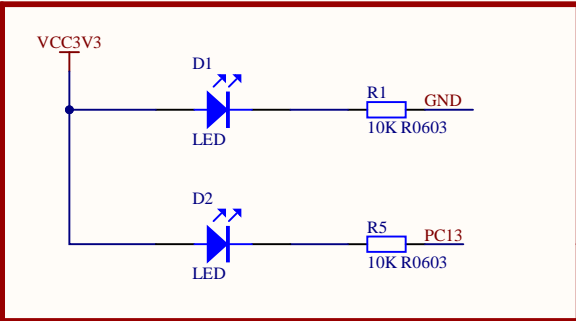 VCC3V3
D1
LED
R1
GND
10K R0603
D2
LED
R5
PC13
10K R0603